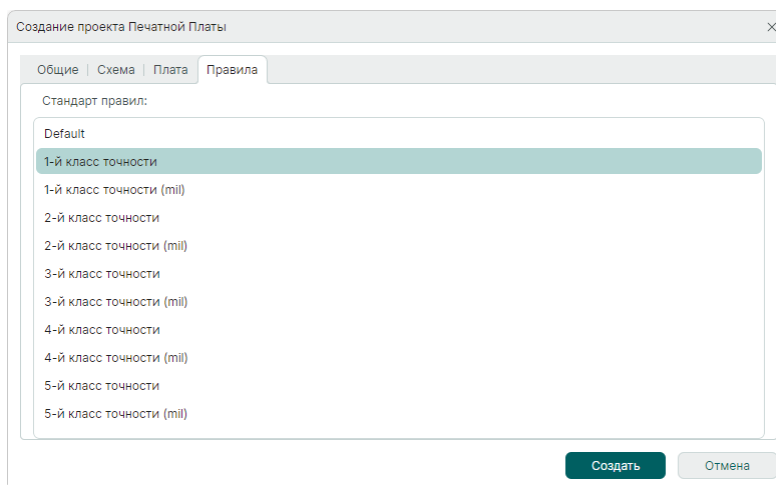 Создание проекта Печатной Платы
Общие | Схема | Плата Правила
Стандарт правил:
Default
1-й класс точности
1-й класс точности (mil)
2-й класс точности
2-й класс точности (mil)
3-й класс точности
3-й класс точности (mil)
4-й класс точности
4-й класс точности (mil)
5-й класс точности
5-й класс точности (mil)
Создать Отмена